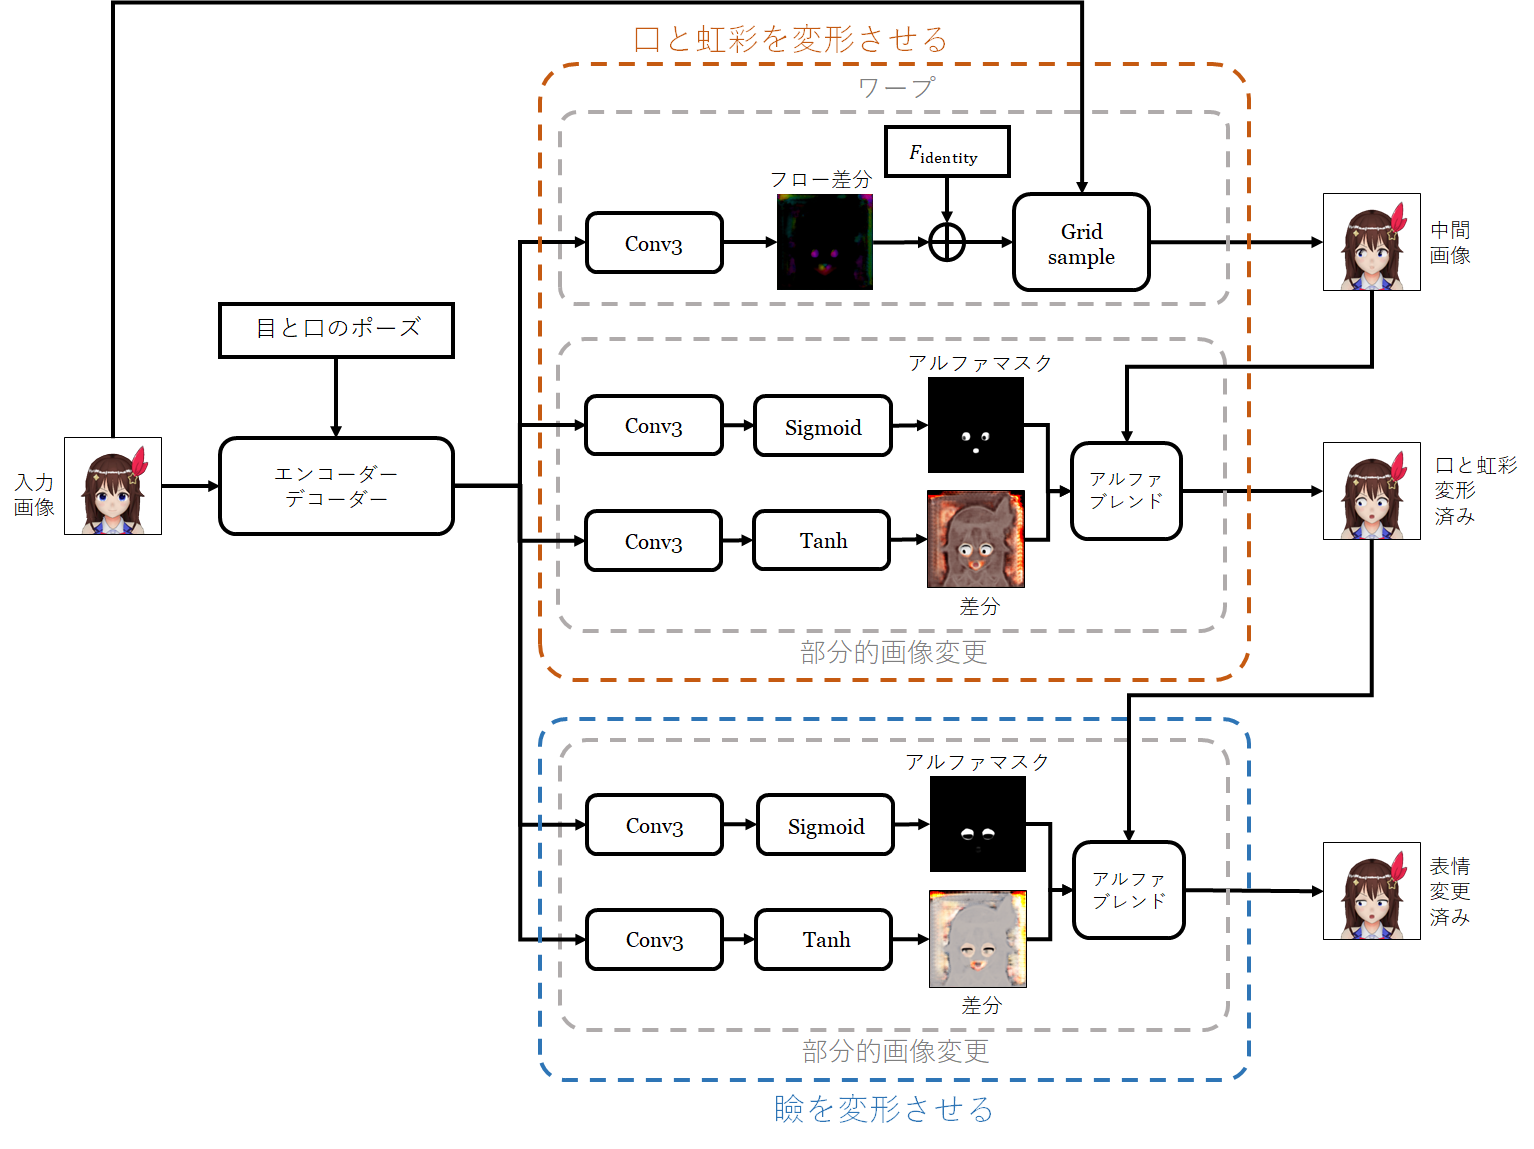 口と虹彩を変形させる
ワープ
F identity
フロー差分
Conv3
Grid
sample
中間
画像
目と口のポーズ
アルファマスク
Conv3
Sigmoid
入力
画像
エンコーダー
デコーダー
アルファ
ブレンド
口と虹彩
変形
済み
Conv3
Tanh
差分
部分的画像変更
アルファマスク
Conv3
Sigmoid
アルファ
ブレンド
表情
変更
済み
Conv3
Tanh
差分
部分的画像変更
瞼を変形させる